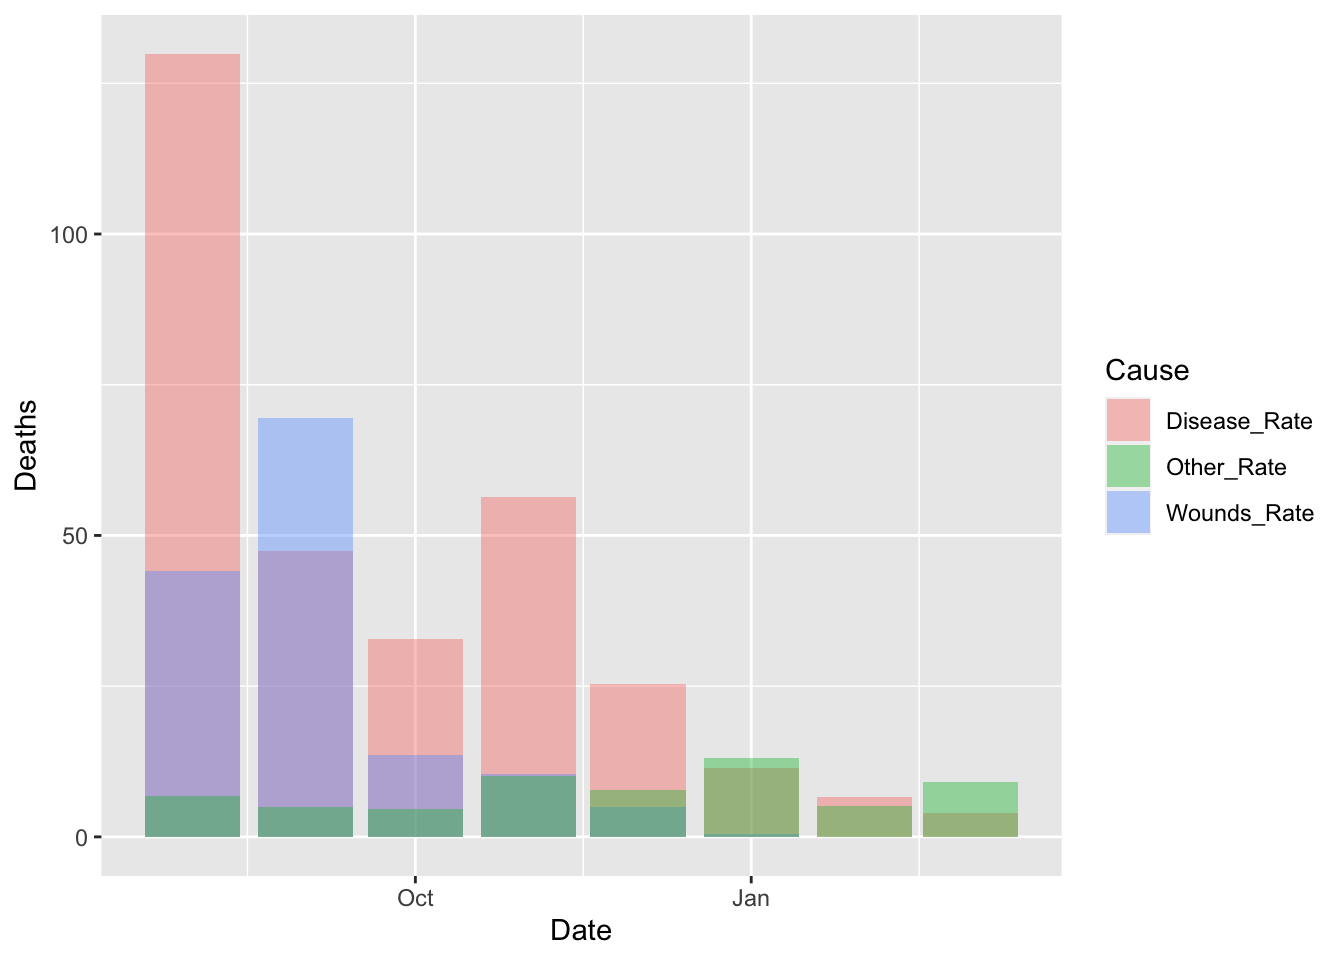 100
50
0
Deaths
Oct
Jan
Date
Cause
Disease_Rate
Other_Rate
Wounds_Rate